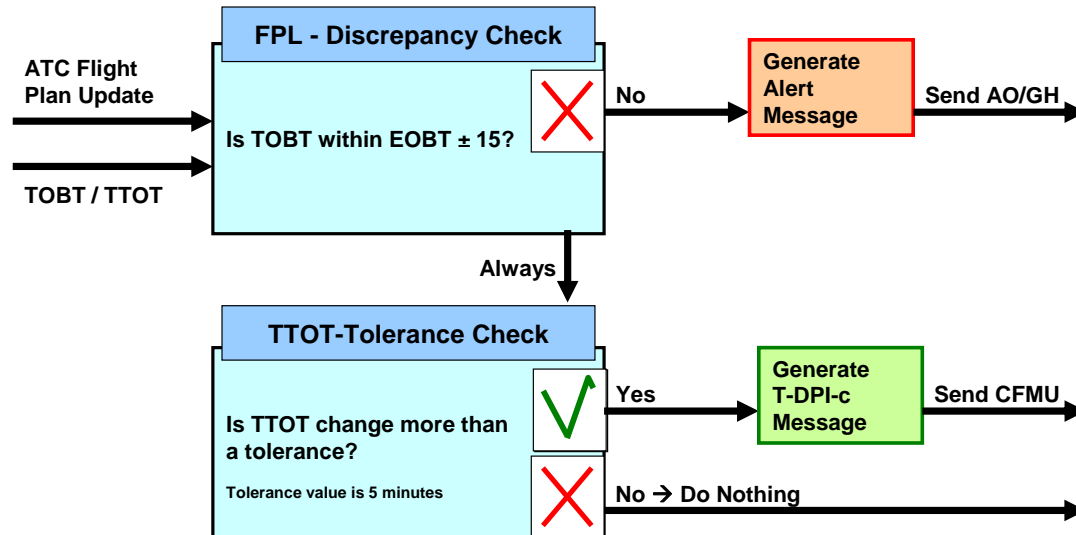 FPL - Discrepancy Check
ATC Flight
Plan Update
TOBT / TTOT
Is TOBT within EOBT ± 15?
No
Generate
Alert
Message
Send AO/GH
Always
TTOT-Tolerance Check
Is TTOT change more than
a tolerance?
Tolerance value is 5 minutes
Yes
Generate
T-DPI-c
Message
Send CFMU
No → Do Nothing